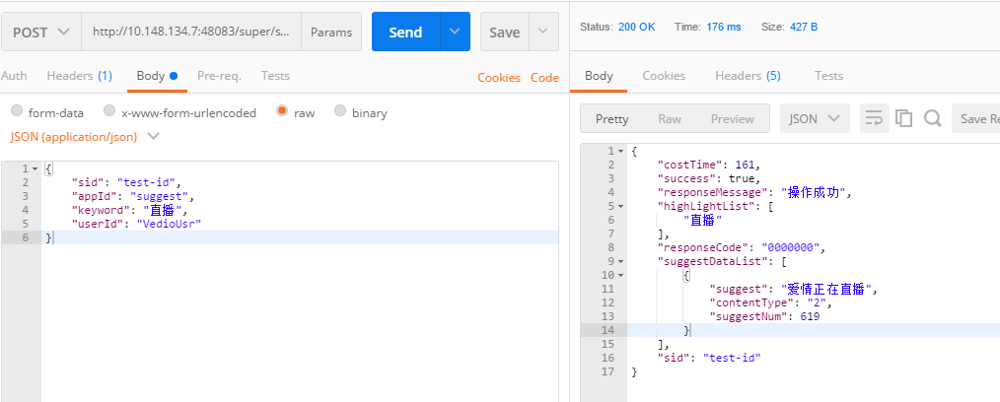 POST http://10.148.134.7:48083/super/s... Params Send Save
Auth Headers (1) Body Pre-req. Tests Cookies Code
form-data x-www-form-urlencoded raw binary
JSON (application/json)
1 {
2 "sid": "test-id",
3 "appId": "suggest",
4 "keyword": "直播",
5 "userId": "VedioUsr"
6 }
Status: 200 OK Time: 176 ms Size: 427 B
Body Cookies Headers (5) Tests
Pretty Raw Preview JSON Save Re
1 {
2 "costTime": 161,
3 "success": true,
4 "responseMessage": "操作成功",
5 "highLightList": [
6 "直播"
7 ],
8 "responseCode": "0000000",
9 "suggestDataList": [
10 {
11 "suggest": "爱情正在直播",
12 "contentType": "2",
13 "suggestNum": 619
14 }
15 ],
16 "sid": "test-id"
17 }